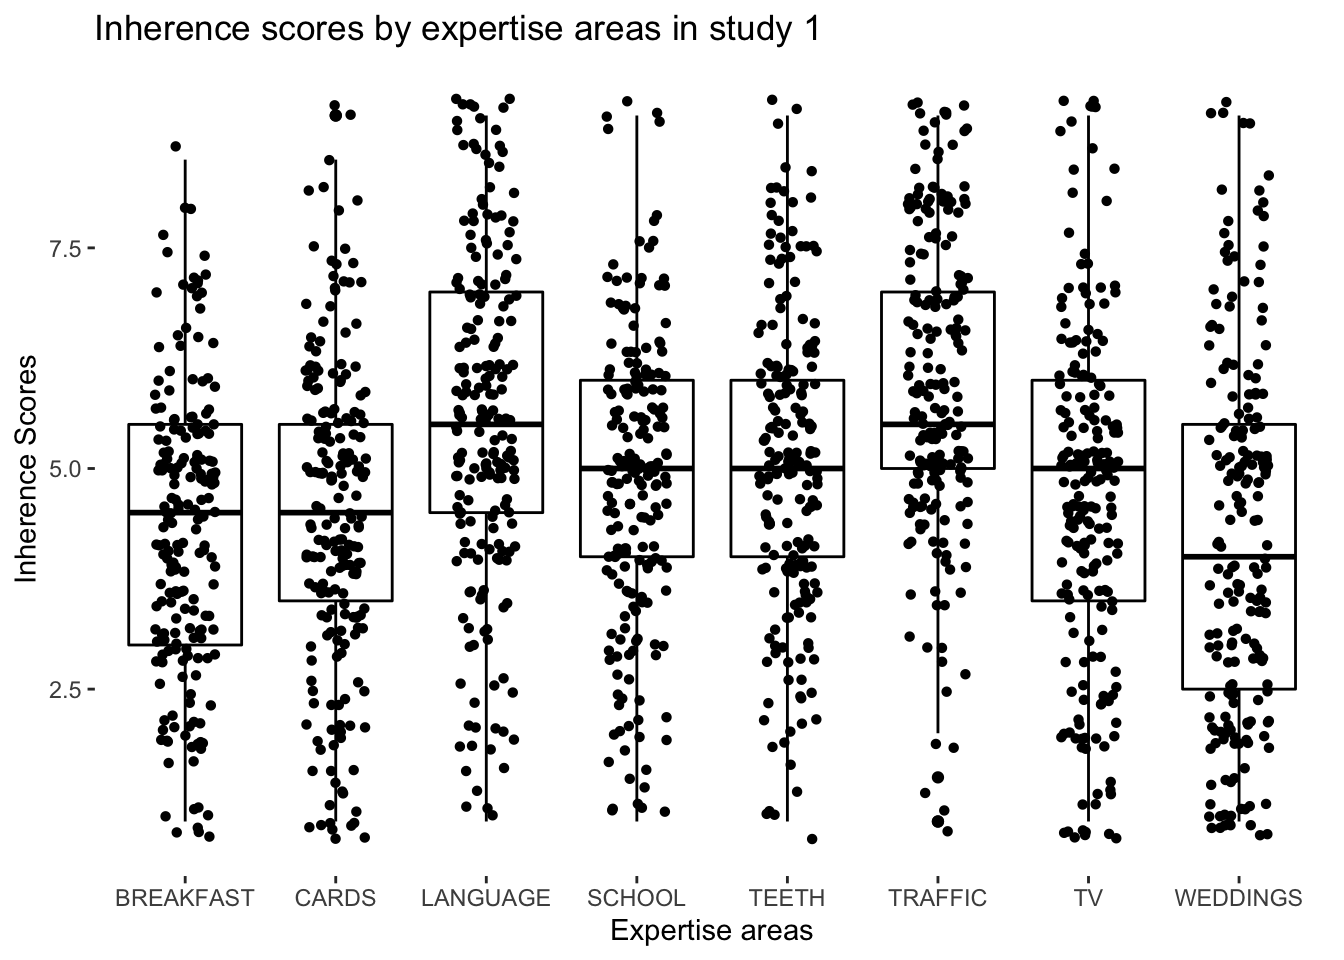 Inherence scores by expertise areas in study 1
Inherence Scores
7.5
5.0
2.5
BREAKFAST CARDS LANGUAGE SCHOOL TEETH TRAFFIC TV WEDDINGS
Expertise areas